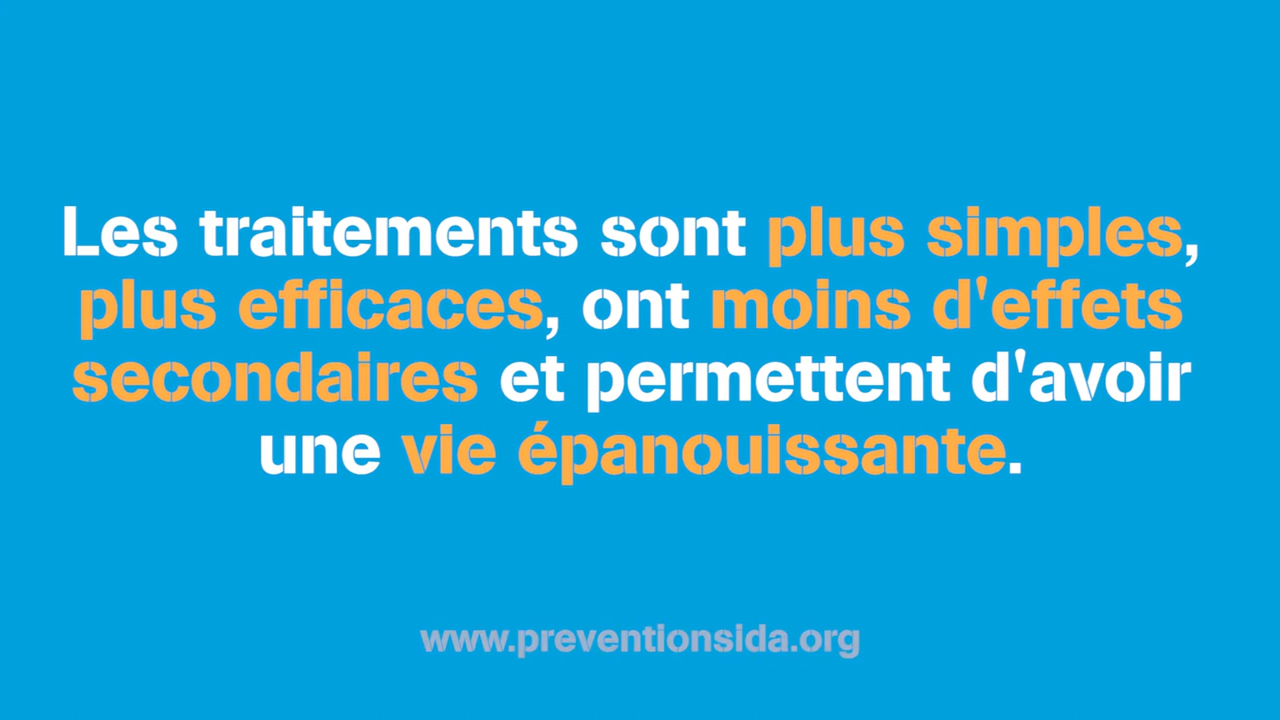 Les traitements sont plus simples,
plus efficaces, ont moins d'effets
secondaires et permettent d'avoir
une vie épanouissante.
www.preventionsida.org